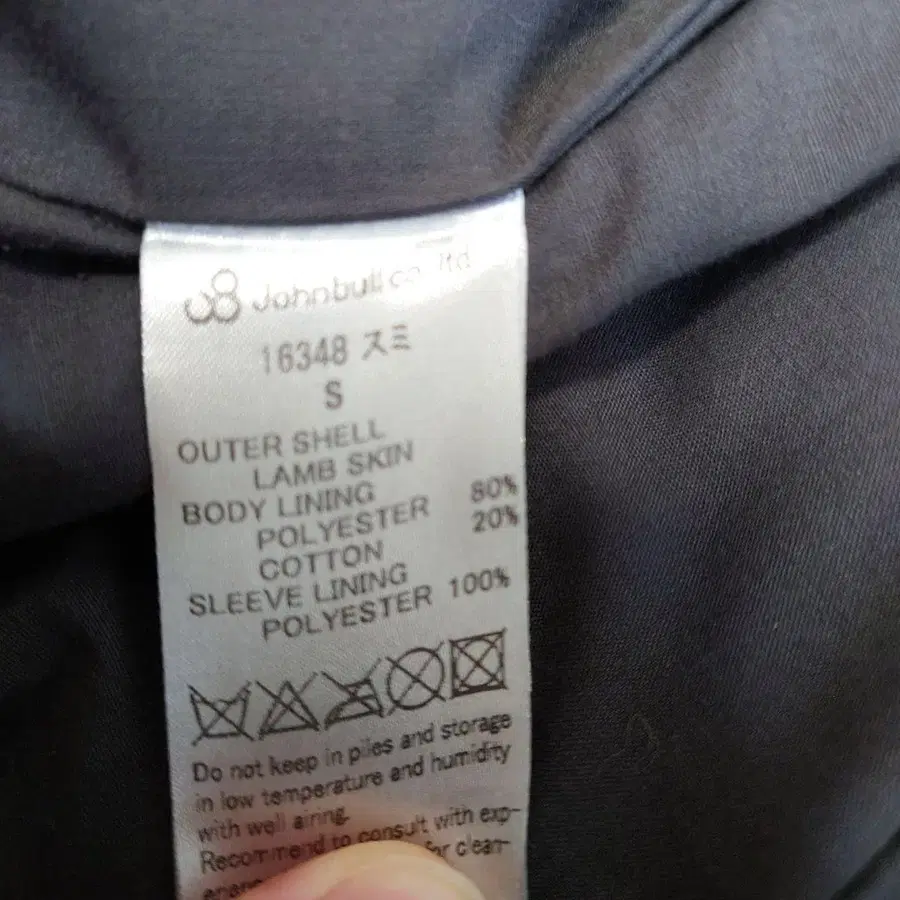 Johnbull co., ltd.
16348 スミ
S
OUTER SHELL
LAMB SKIN
BODY LINING
POLYESTER 80%
COTTON 20%
SLEEVE LINING
POLYESTER 100%
Do not keep in piles and storage
in low temperature and humidity
with well airing.
Recommend to consult with exp-
for clean-